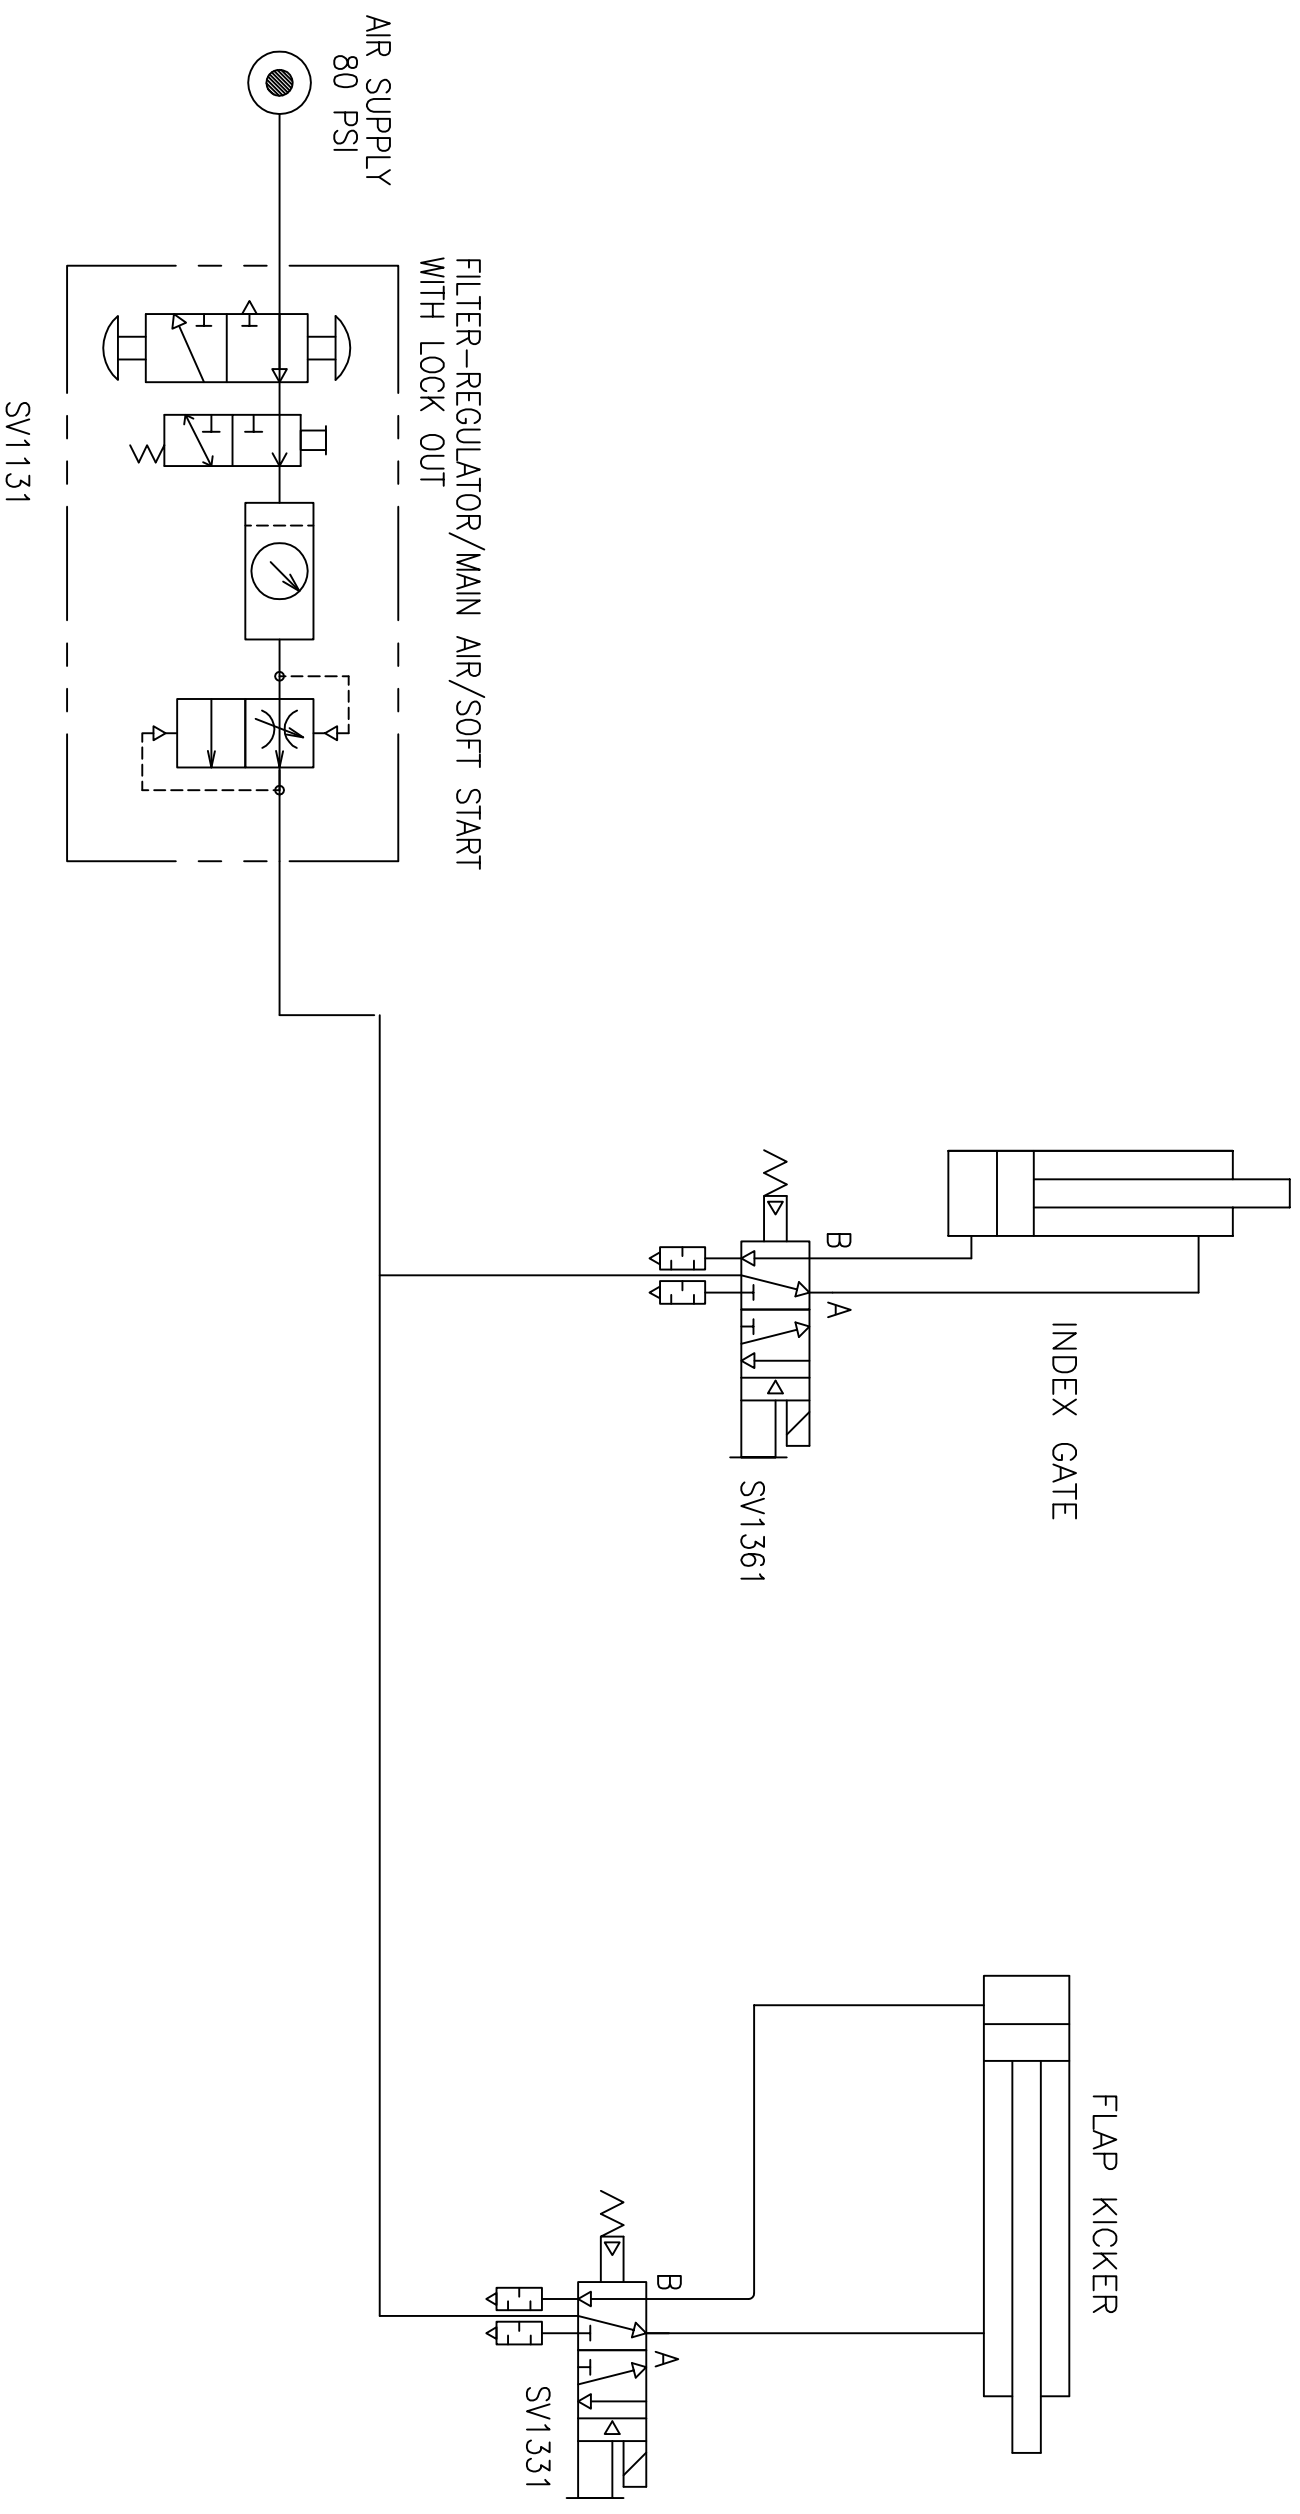 AIR SUPPLY
80 PSI
FILTER-REGULATOR/MAIN AIR/SOFT START
WITH LOCK OUT
SV1131
INDEX GATE
B
A
SV1361
FLAP KICKER
B
A
SV1331